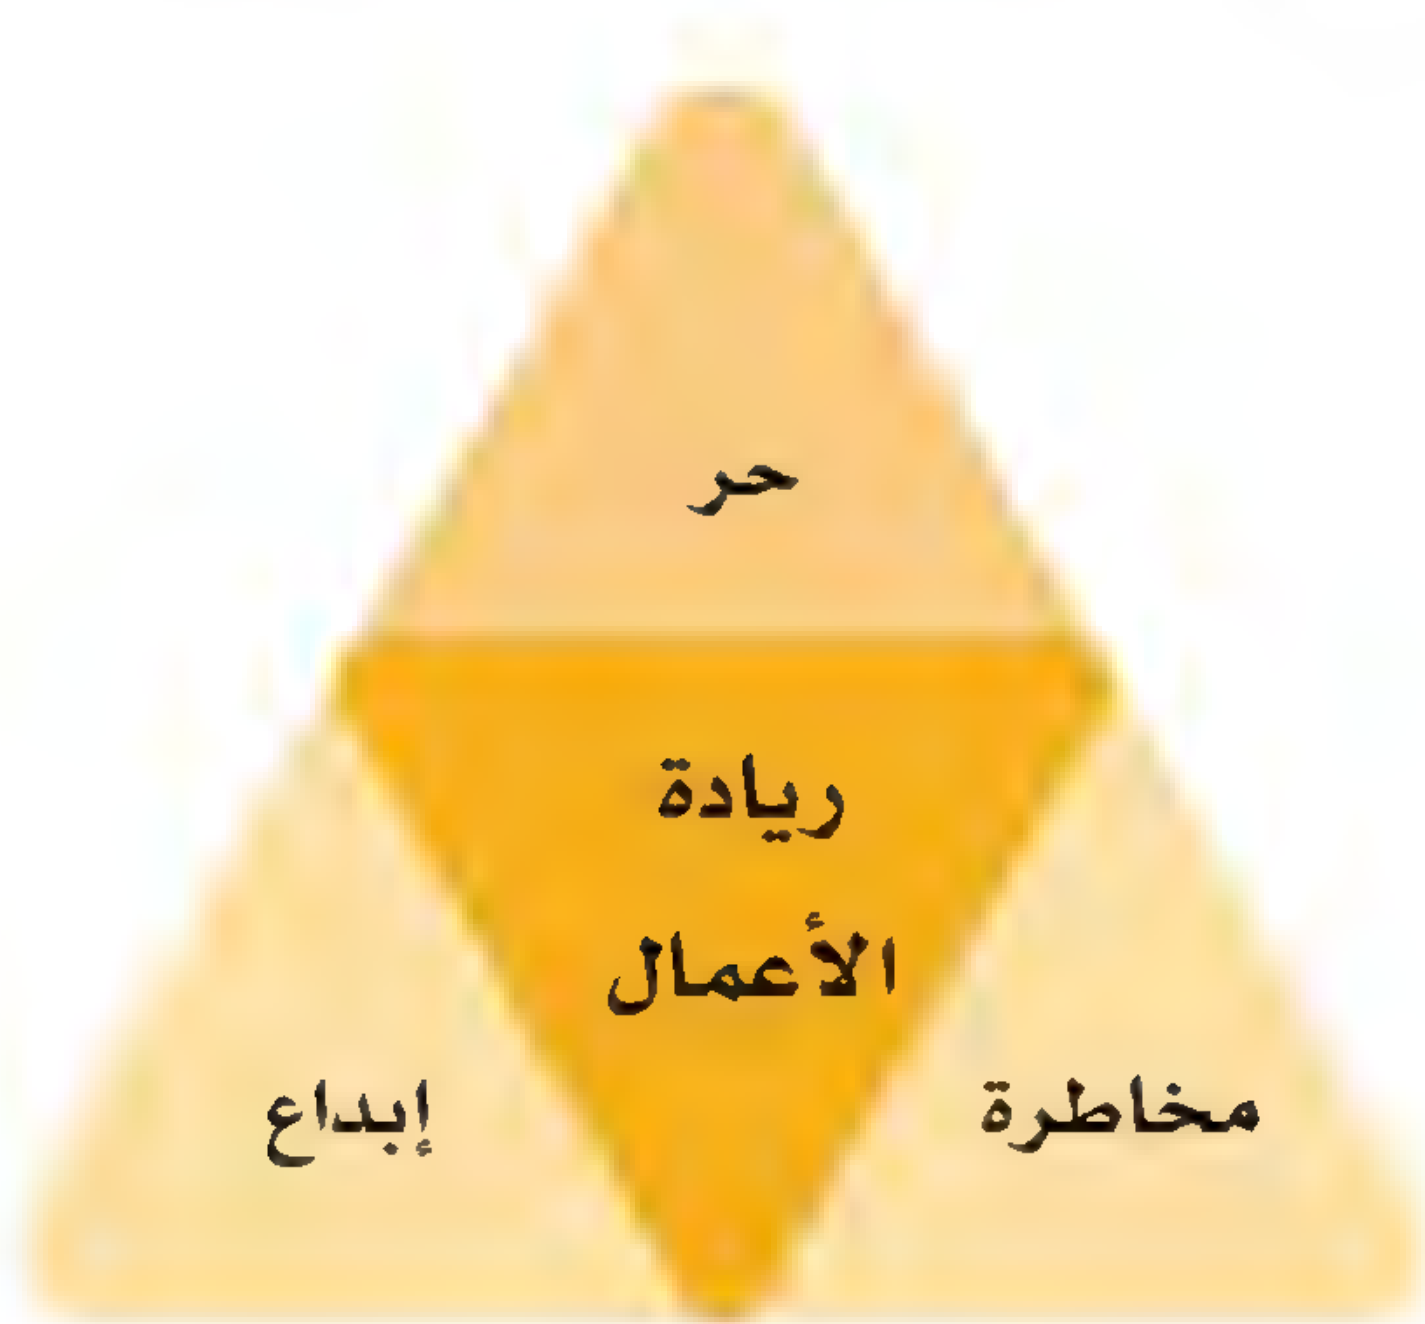 حر
ريادة
الأعمال
مخاطرة
إبداع